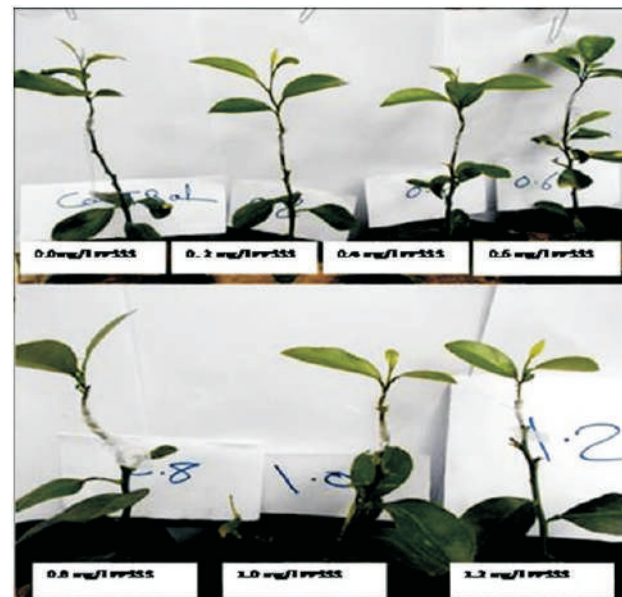 Control
0.6
0.0mg/l PP333
0.2 mg/l PP333
0.4 mg/l PP333
0.6 mg/l PP333
.8
1.0
1.2
0.8 mg/l PP333
1.0 mg/l PP333
1.2 mg/l PP333